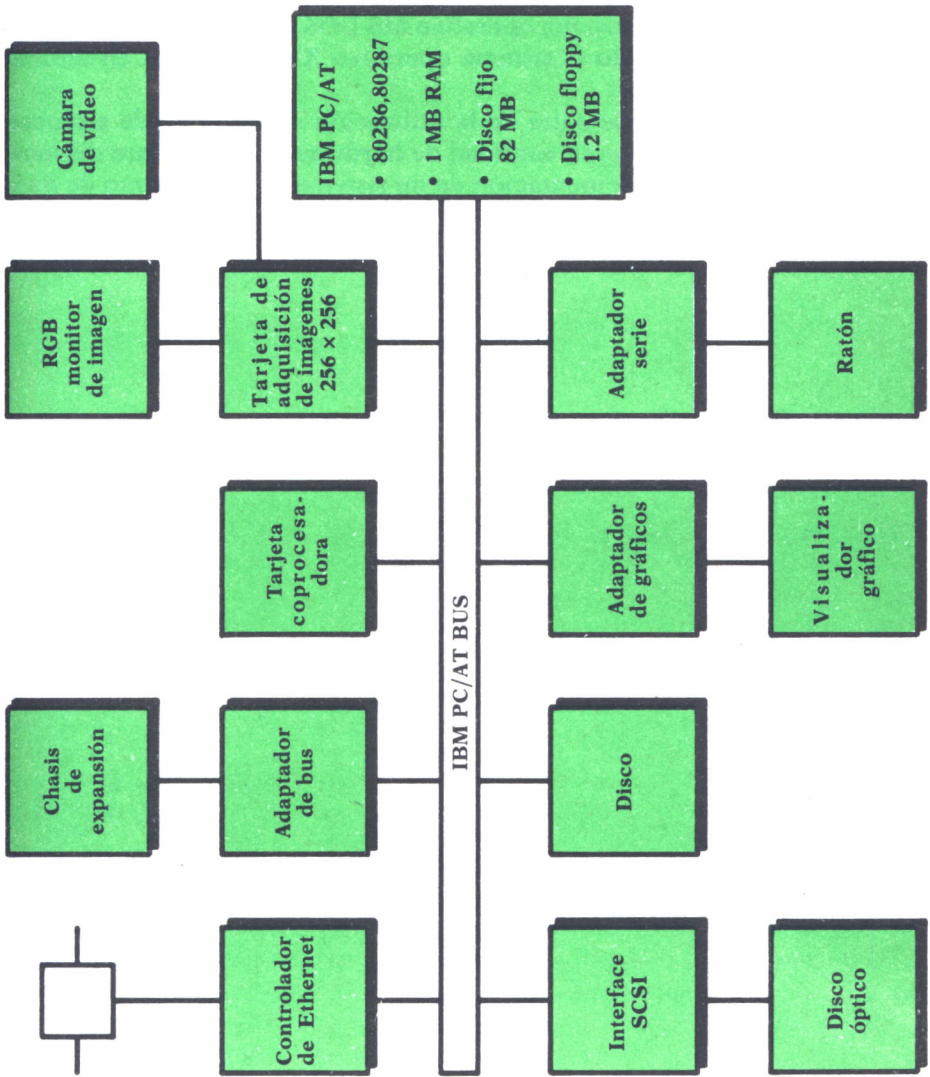 Chasis
de
expansión
RGB
monitor
de imagen
Cámara
de vídeo
Controlador
de Ethernet
Adaptador
de bus
Tarjeta
coprocesa-
dora
Tarjeta de
adquisición
de imágenes
256 × 256
IBM PC/AT
• 80286,80287
• 1 MB RAM
• Disco fijo
82 MB
• Disco floppy
1.2 MB
IBM PC/AT BUS
Interface
SCSI
Disco
Adaptador
de gráficos
Adaptador
serie
Disco
óptico
Visualiza-
dor
gráfico
Ratón